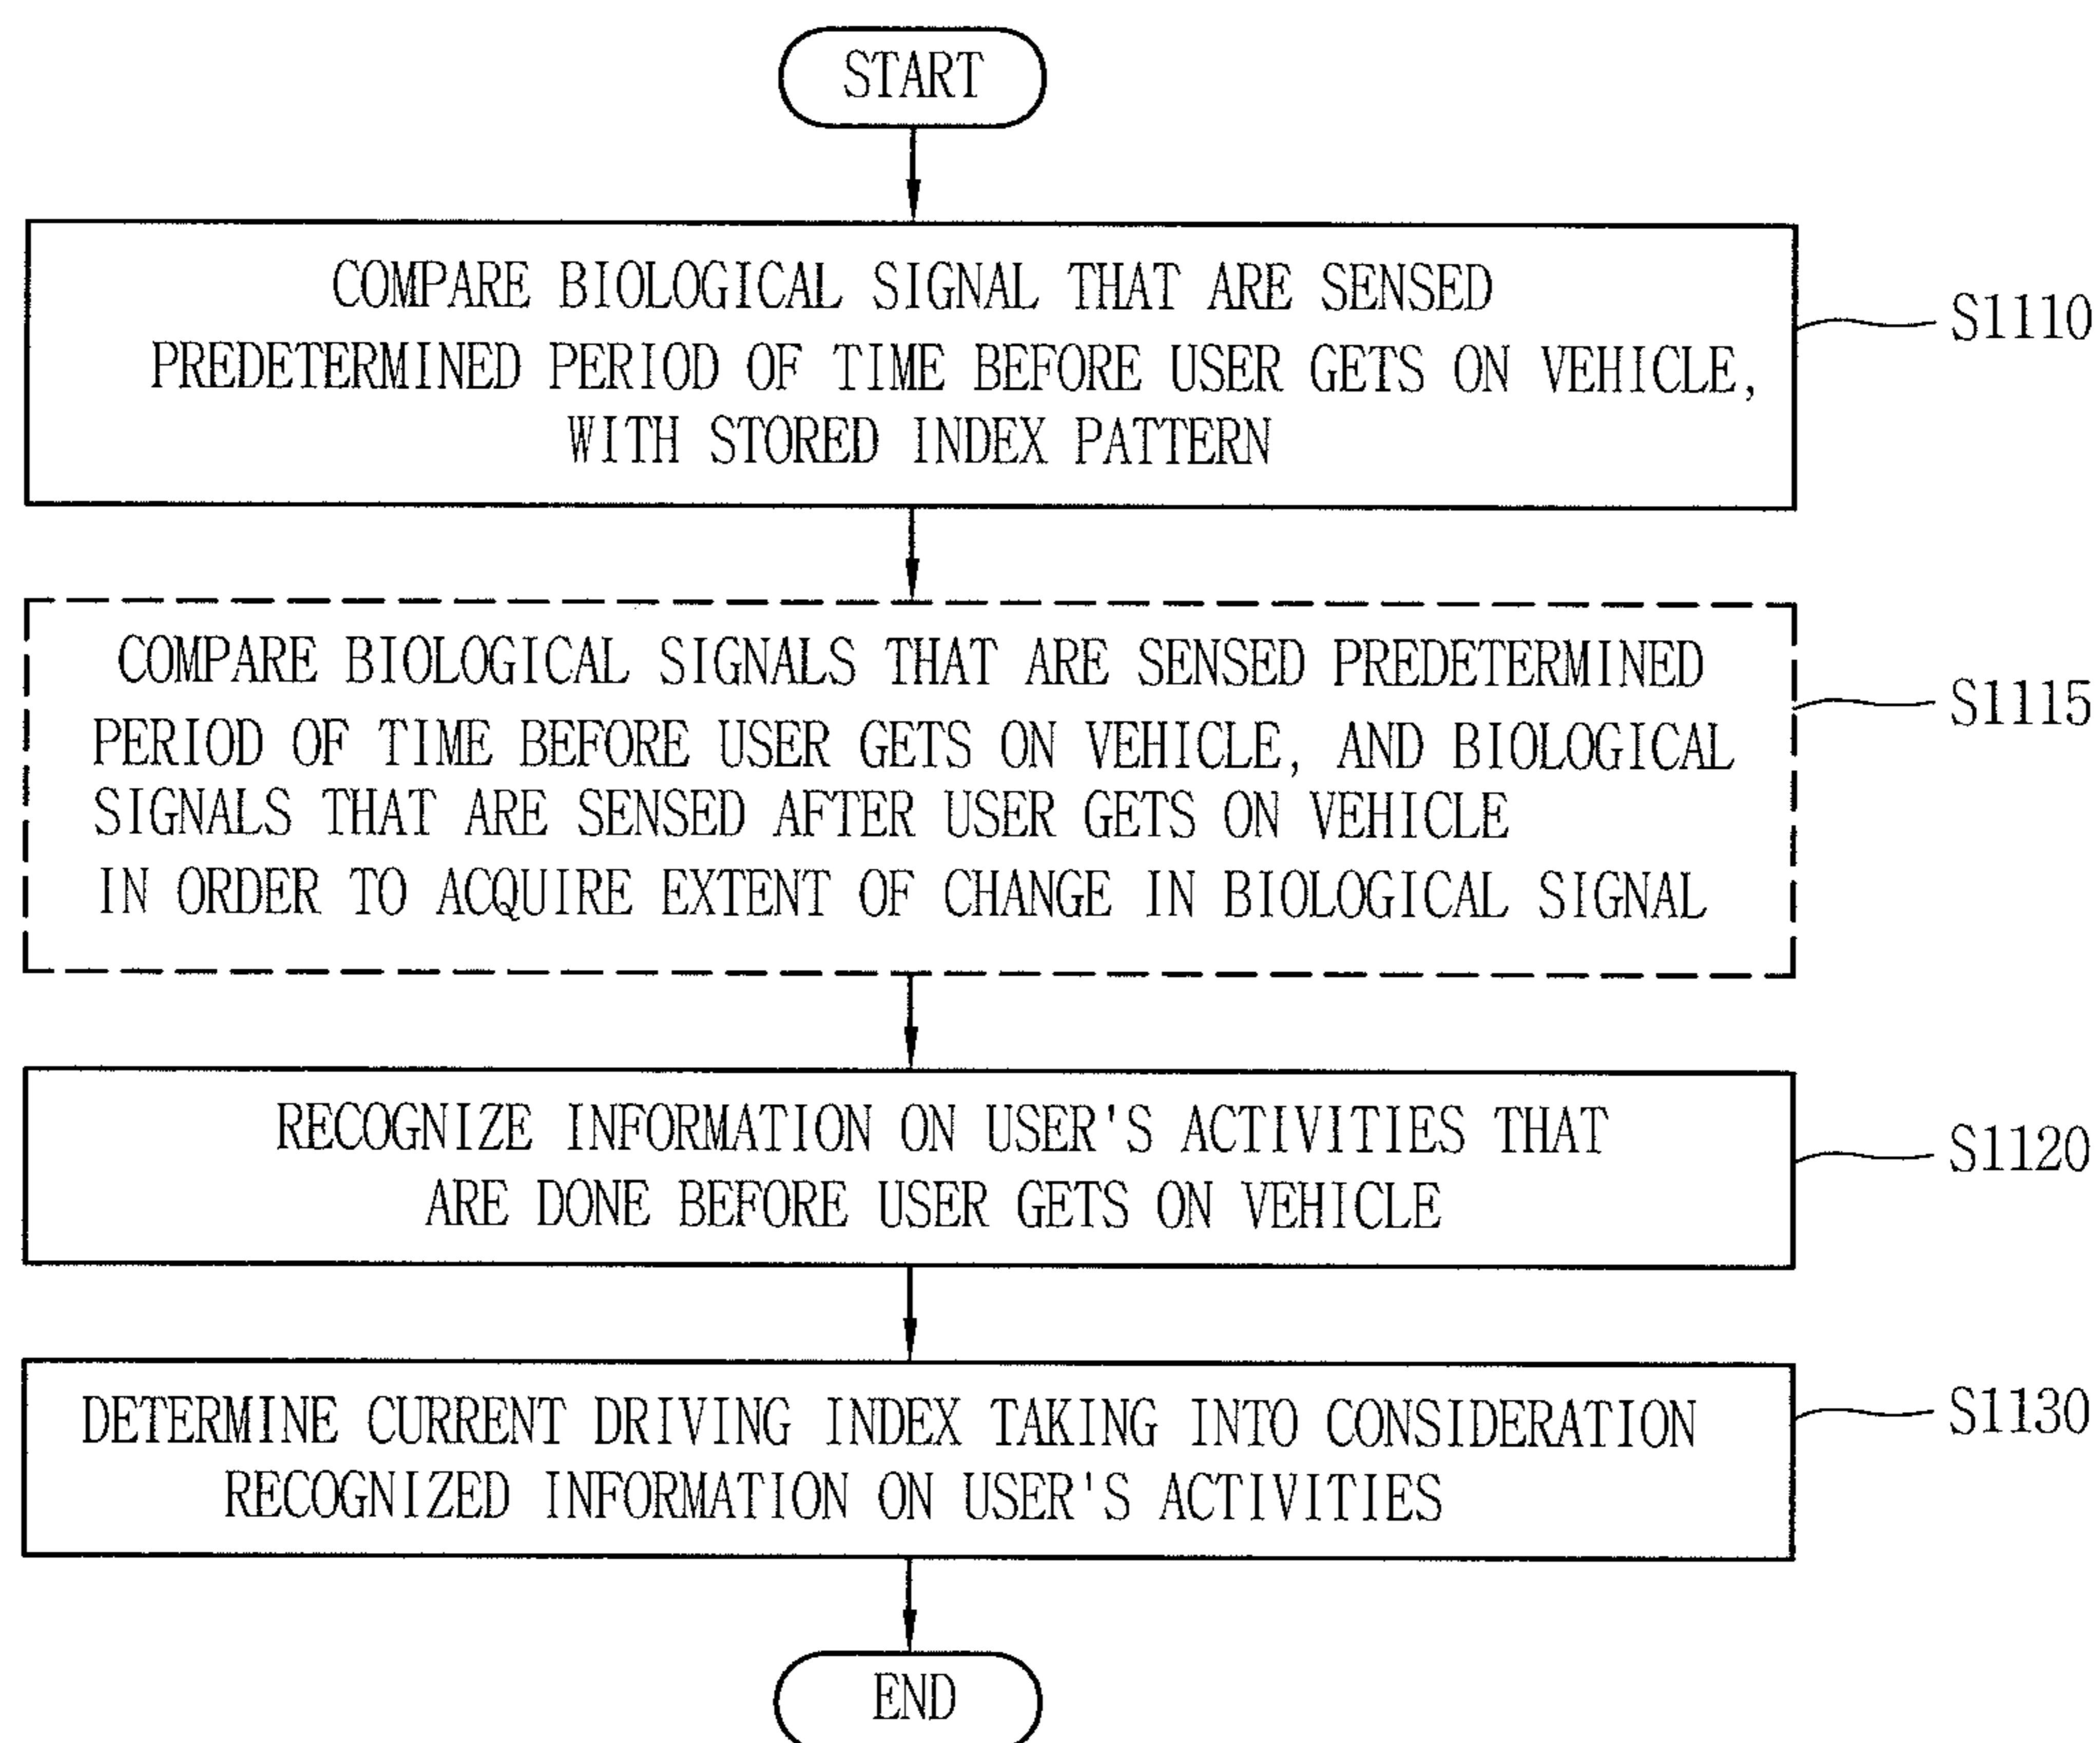 START
COMPARE BIOLOGICAL SIGNAL THAT ARE SENSED
PREDETERMINED PERIOD OF TIME BEFORE USER GETS ON VEHICLE,
WITH STORED INDEX PATTERN
S1110
COMPARE BIOLOGICAL SIGNALS THAT ARE SENSED PREDETERMINED
PERIOD OF TIME BEFORE USER GETS ON VEHICLE, AND BIOLOGICAL
SIGNALS THAT ARE SENSED AFTER USER GETS ON VEHICLE
IN ORDER TO ACQUIRE EXTENT OF CHANGE IN BIOLOGICAL SIGNAL
S1115
RECOGNIZE INFORMATION ON USER'S ACTIVITIES THAT
ARE DONE BEFORE USER GETS ON VEHICLE
S1120
DETERMINE CURRENT DRIVING INDEX TAKING INTO CONSIDERATION
RECOGNIZED INFORMATION ON USER'S ACTIVITIES
S1130
END